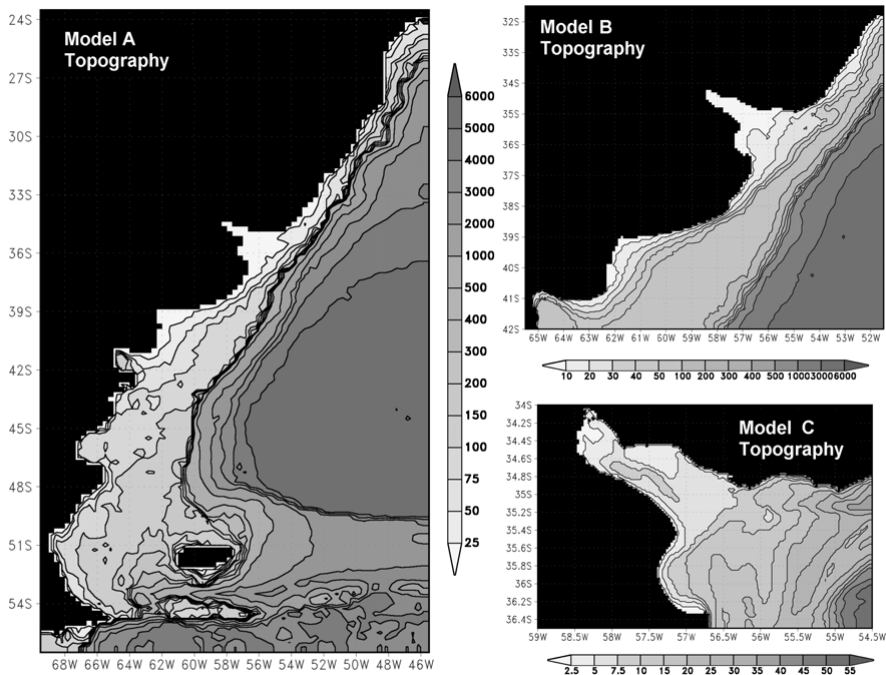 Model A
Topography
24S
27S
30S
33S
36S
39S
42S
45S
48S
51S
54S
68W 66W 64W 62W 60W 58W 56W 54W 52W 50W 48W 46W
6000
5000
4000
3000
2000
1000
500
400
300
200
150
100
75
50
25
Model B
Topography
32S
33S
34S
35S
36S
37S
38S
39S
40S
41S
42S
65W 64W 63W 62W 61W 60W 59W 58W 57W 56W 55W 54W 53W 52W
10 20 30 40 50 100 200 300 400 500 1000 3000 6000
Model C
Topography
34S
34.2S
34.4S
34.6S
34.8S
35S
35.2S
35.4S
35.6S
35.8S
36S
36.2S
36.4S
59W 58.5W 58W 57.5W 57W 56.5W 56W 55.5W 55W 54.5W
2.5 5 7.5 10 15 20 25 30 35 40 45 50 55